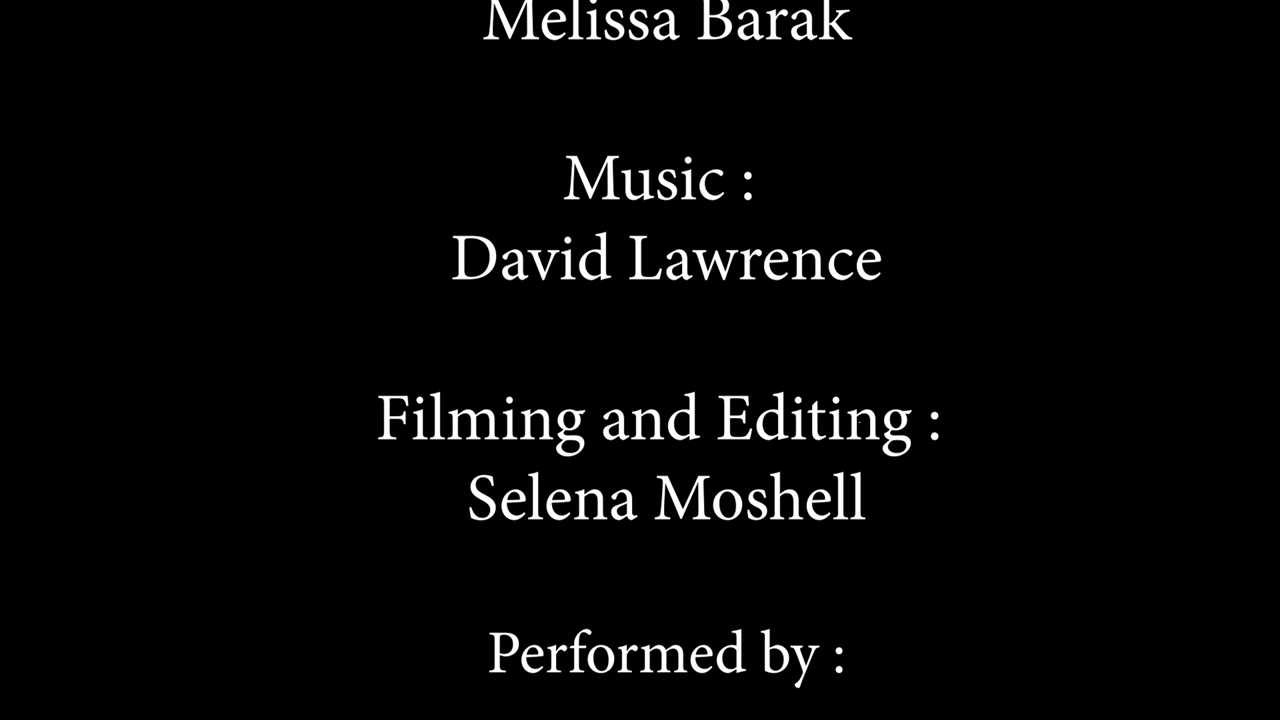 Melissa Barak
Music :
David Lawrence
Filming and Editing :
Selena Moshell
Performed by :